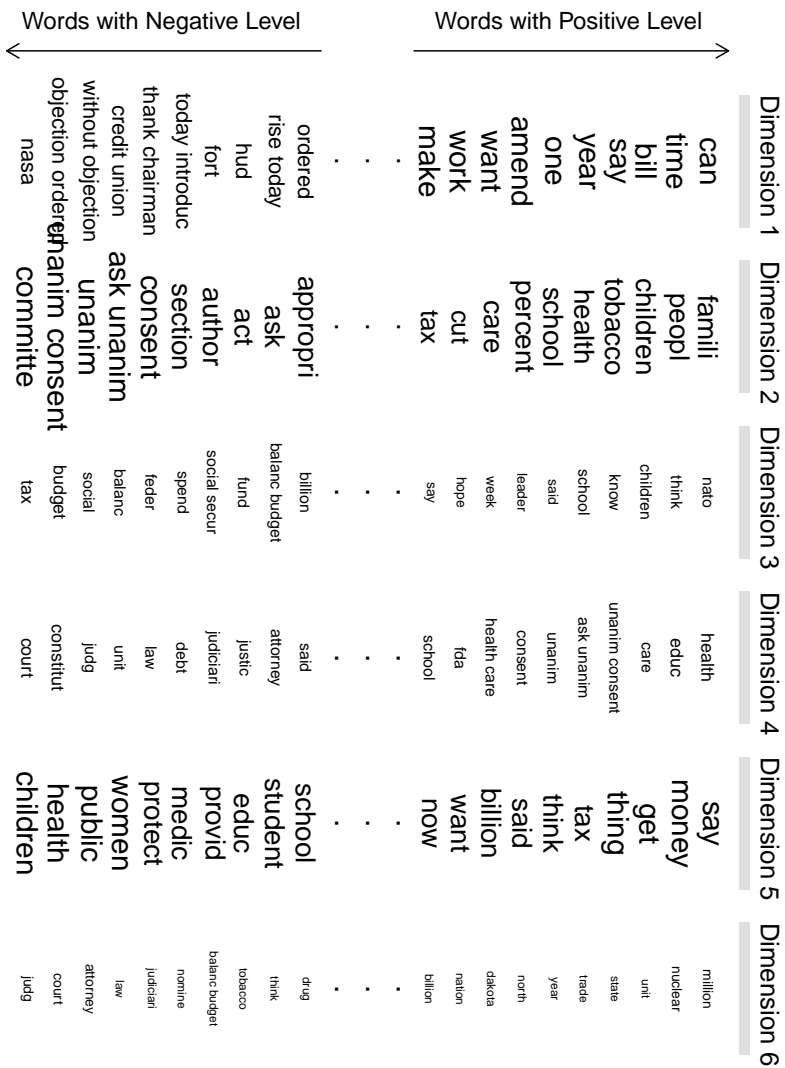 Words with Negative Level
Words with Positive Level
Dimension 1
can
time
bill
say
year
one
amend
want
work
make
.
.
.
ordered
rise today
hud
fort
today introduc
thank chairman
credit union
without objection
objection ordered
nasa
Dimension 2
famili
peopl
children
tobacco
health
school
percent
care
cut
tax
.
.
.
appropri
ask
act
author
section
consent
ask unanim
unanim
unanim consent
committe
Dimension 3
nato
think
children
know
school
said
leader
week
hope
say
.
.
.
billion
balanc budget
fund
social secur
spend
feder
balanc
social
budget
tax
Dimension 4
health
educ
care
unanim consent
ask unanim
unanim
consent
health care
fda
school
.
.
.
said
attorney
justic
judiciari
debt
law
unit
judg
constitut
court
Dimension 5
say
money
get
thing
tax
think
said
billion
want
now
.
.
.
school
student
educ
provid
medic
protect
women
public
health
children
Dimension 6
million
nuclear
unit
state
trade
year
north
dakota
nation
billion
.
.
.
drug
think
tobacco
balanc budget
nomine
judiciari
law
attorney
court
judg